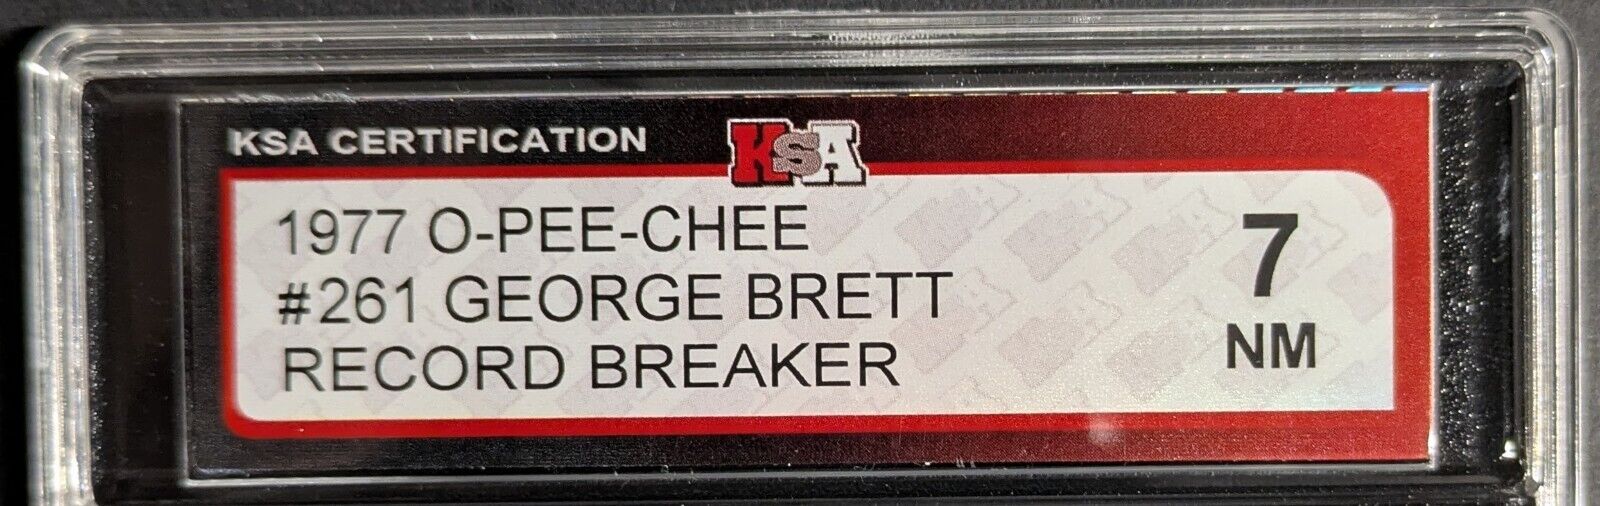 KSA CERTIFICATION KSA
1977 O-PEE-CHEE
#261 GEORGE BRETT
RECORD BREAKER
7
NM